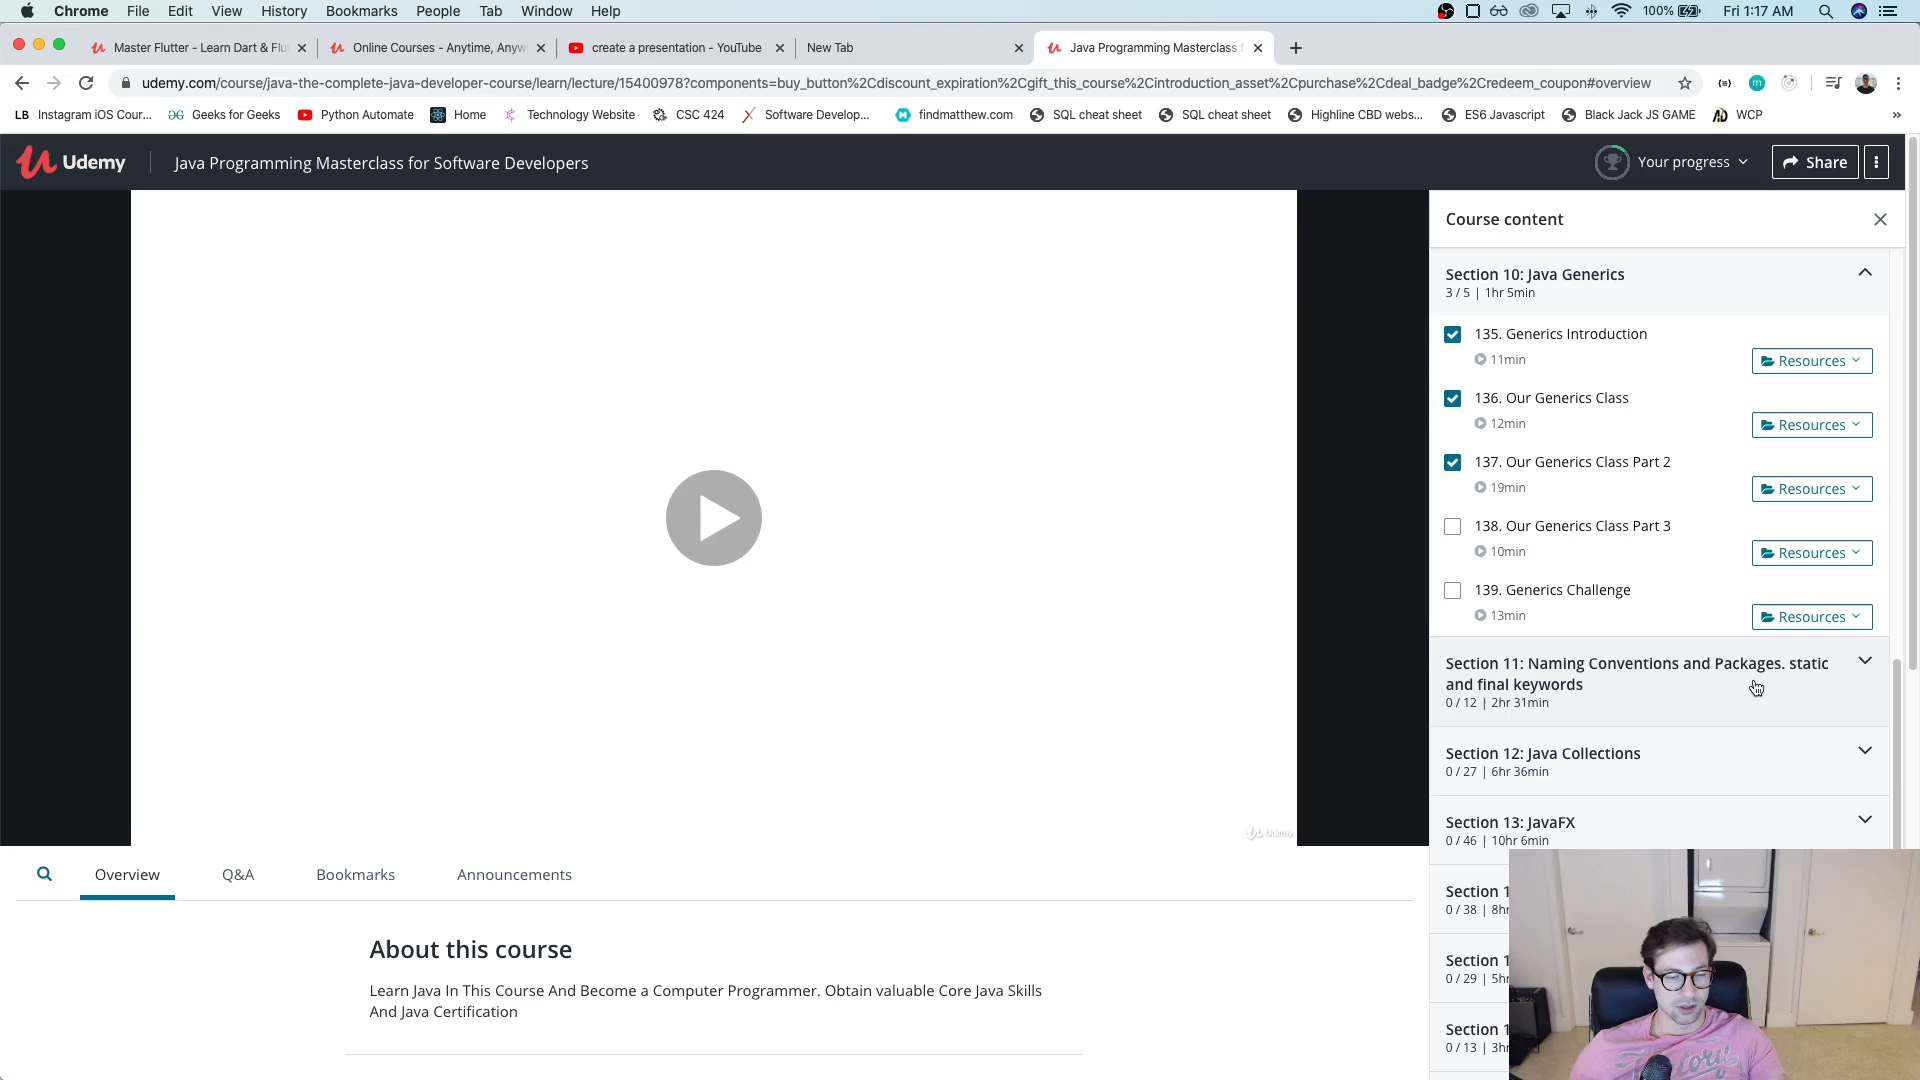 Chrome File Edit View History Bookmarks People Tab Window Help 100% Fri 1:17 AM
Master Flutter - Learn Dart & Flu Online Courses - Anytime, Anyw create a presentation - YouTube New Tab Java Programming Masterclass f
udemy.com/course/java-the-complete-java-developer-course/learn/lecture/15400978?components=buy_button%2Cdiscount_expiration%2Cgift_this_course%2Cintroduction_asset%2Cpurchase%2Cdeal_badge%2Credeem_coupon#overview
LB Instagram iOS Cour... Geeks for Geeks Python Automate Home Technology Website CSC 424 Software Develop... findmatthew.com SQL cheat sheet SQL cheat sheet Highline CBD webs... ES6 Javascript Black Jack JS GAME WCP »
Udemy Java Programming Masterclass for Software Developers Your progress Share
Course content
Section 10: Java Generics
3 / 5 | 1hr 5min
135. Generics Introduction
11min Resources
136. Our Generics Class
12min Resources
137. Our Generics Class Part 2
19min Resources
138. Our Generics Class Part 3
10min Resources
139. Generics Challenge
13min Resources
Section 11: Naming Conventions and Packages. static
and final keywords
0 / 12 | 2hr 31min
Section 12: Java Collections
0 / 27 | 6hr 36min
Section 13: JavaFX
0 / 46 | 10hr 6min
Udemy
Section 1
0 / 38 | 8hr
Section 1
0 / 29 | 5hr
Section 1
0 / 13 | 3hr
Overview Q&A Bookmarks Announcements
About this course
Learn Java In This Course And Become a Computer Programmer. Obtain valuable Core Java Skills
And Java Certification